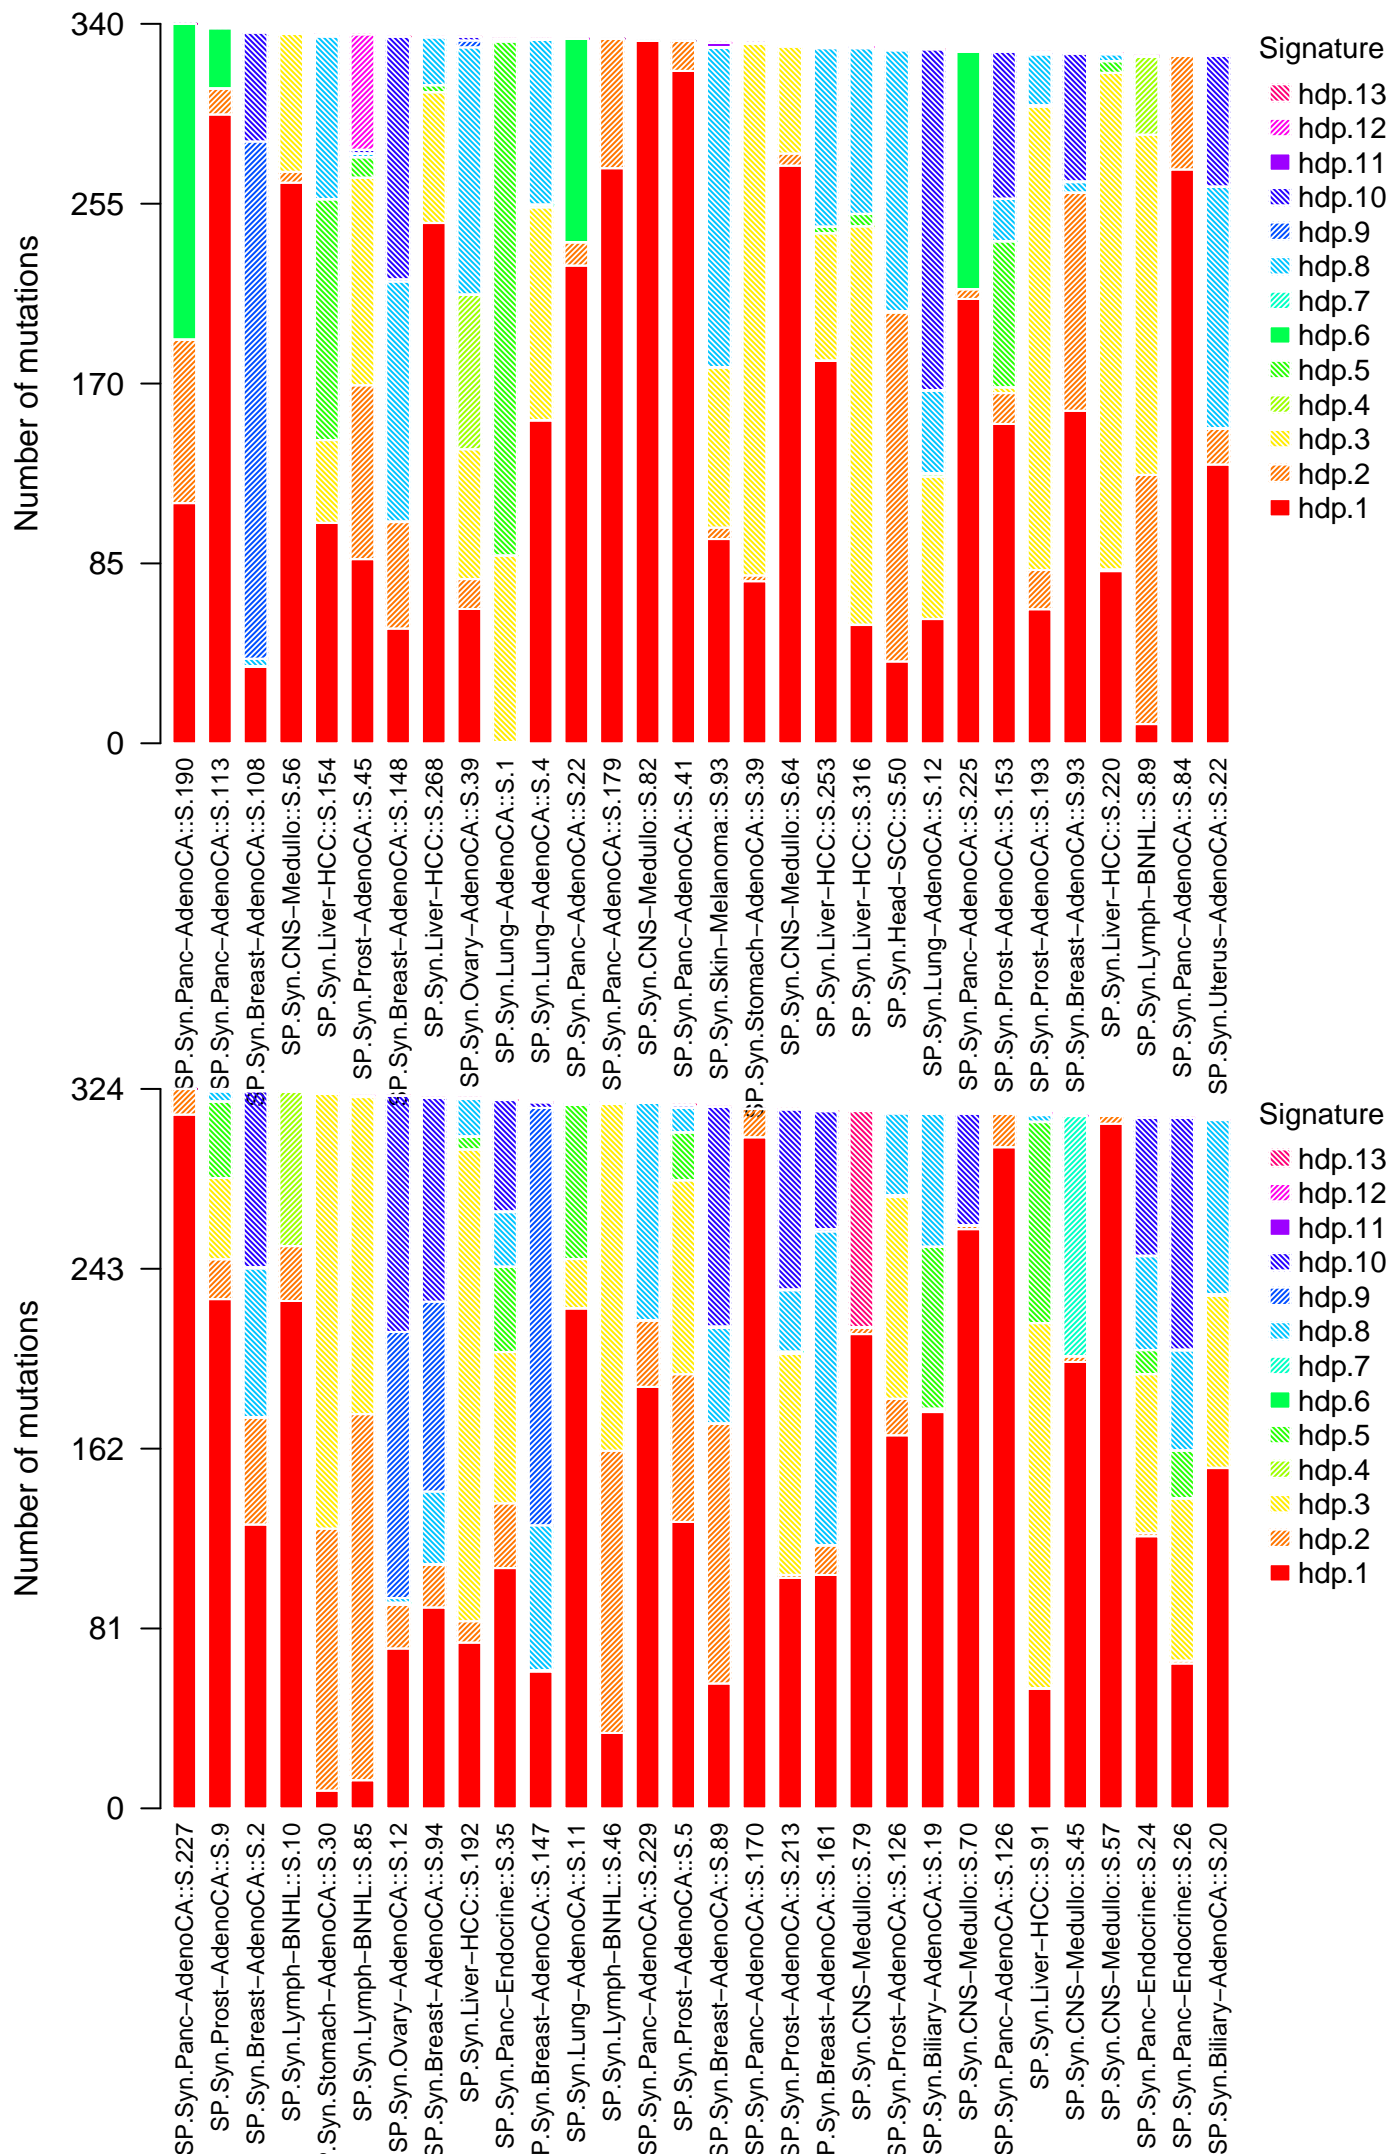 Number of mutations
340
255
170
85
0
SP.Syn.Panc−AdenoCA::S.190
SP.Syn.Panc−AdenoCA::S.113
SP.Syn.Breast−AdenoCA::S.108
SP.Syn.CNS−Medullo::S.56
SP.Syn.Liver−HCC::S.154
SP.Syn.Prost−AdenoCA::S.45
SP.Syn.Breast−AdenoCA::S.148
SP.Syn.Liver−HCC::S.268
SP.Syn.Ovary−AdenoCA::S.39
SP.Syn.Lung−AdenoCA::S.1
SP.Syn.Lung−AdenoCA::S.4
SP.Syn.Panc−AdenoCA::S.22
SP.Syn.Panc−AdenoCA::S.179
SP.Syn.CNS−Medullo::S.82
SP.Syn.Panc−AdenoCA::S.41
SP.Syn.Skin−Melanoma::S.93
SP.Syn.Stomach−AdenoCA::S.39
SP.Syn.CNS−Medullo::S.64
SP.Syn.Liver−HCC::S.253
SP.Syn.Liver−HCC::S.316
SP.Syn.Head−SCC::S.50
SP.Syn.Lung−AdenoCA::S.12
SP.Syn.Panc−AdenoCA::S.225
SP.Syn.Prost−AdenoCA::S.153
SP.Syn.Prost−AdenoCA::S.193
SP.Syn.Breast−AdenoCA::S.93
SP.Syn.Liver−HCC::S.220
SP.Syn.Lymph−BNHL::S.89
SP.Syn.Panc−AdenoCA::S.84
SP.Syn.Uterus−AdenoCA::S.22
Signature
hdp.13
hdp.12
hdp.11
hdp.10
hdp.9
hdp.8
hdp.7
hdp.6
hdp.5
hdp.4
hdp.3
hdp.2
hdp.1
Number of mutations
324
243
162
81
0
SP.Syn.Panc−AdenoCA::S.227
SP.Syn.Prost−AdenoCA::S.9
SP.Syn.Breast−AdenoCA::S.2
SP.Syn.Lymph−BNHL::S.10
.Syn.Stomach−AdenoCA::S.30
SP.Syn.Lymph−BNHL::S.85
SP.Syn.Ovary−AdenoCA::S.12
SP.Syn.Breast−AdenoCA::S.94
SP.Syn.Liver−HCC::S.192
SP.Syn.Panc−Endocrine::S.35
P.Syn.Breast−AdenoCA::S.147
SP.Syn.Lung−AdenoCA::S.11
SP.Syn.Lymph−BNHL::S.46
SP.Syn.Panc−AdenoCA::S.229
SP.Syn.Prost−AdenoCA::S.5
SP.Syn.Breast−AdenoCA::S.89
SP.Syn.Panc−AdenoCA::S.170
SP.Syn.Prost−AdenoCA::S.213
P.Syn.Breast−AdenoCA::S.161
SP.Syn.CNS−Medullo::S.79
SP.Syn.Prost−AdenoCA::S.126
SP.Syn.Biliary−AdenoCA::S.19
SP.Syn.CNS−Medullo::S.70
SP.Syn.Panc−AdenoCA::S.126
SP.Syn.Liver−HCC::S.91
SP.Syn.CNS−Medullo::S.45
SP.Syn.CNS−Medullo::S.57
SP.Syn.Panc−Endocrine::S.24
SP.Syn.Panc−Endocrine::S.26
SP.Syn.Biliary−AdenoCA::S.20
Signature
hdp.13
hdp.12
hdp.11
hdp.10
hdp.9
hdp.8
hdp.7
hdp.6
hdp.5
hdp.4
hdp.3
hdp.2
hdp.1